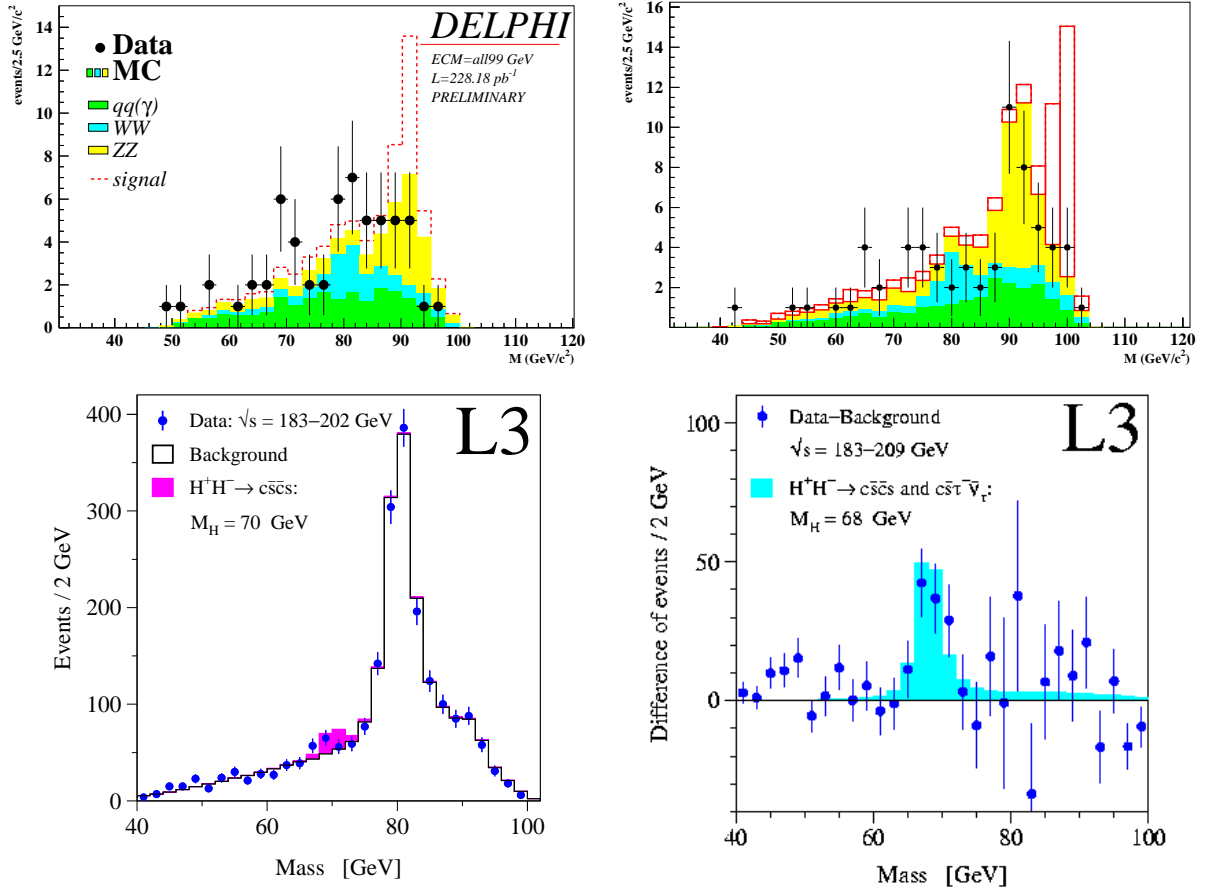 events/2.5 GeV/c²
14
12
10
8
6
4
2
0
DELPHI
Data
MC
qq(γ)
WW
ZZ
signal
ECM=all99 GeV
L=228.18 pb⁻¹
PRELIMINARY
40 50 60 70 80 90 100 110 120
M (GeV/c²)
events/2.5 GeV/c²
16
14
12
10
8
6
4
2
40 50 60 70 80 90 100 110 120
M (GeV/c²)
L3
Data: √s = 183–202 GeV
Background
H⁺H⁻→ cs̄c̄s:
M_H = 70 GeV
Events / 2 GeV
400
300
200
100
0
40 60 80 100
Mass [GeV]
L3
Data–Background
√s = 183–209 GeV
H⁺H⁻→ cs̄c̄s and cs̄τ⁻ν̄_τ:
M_H = 68 GeV
Difference of events / 2 GeV
100
50
0
40 60 80 100
Mass [GeV]